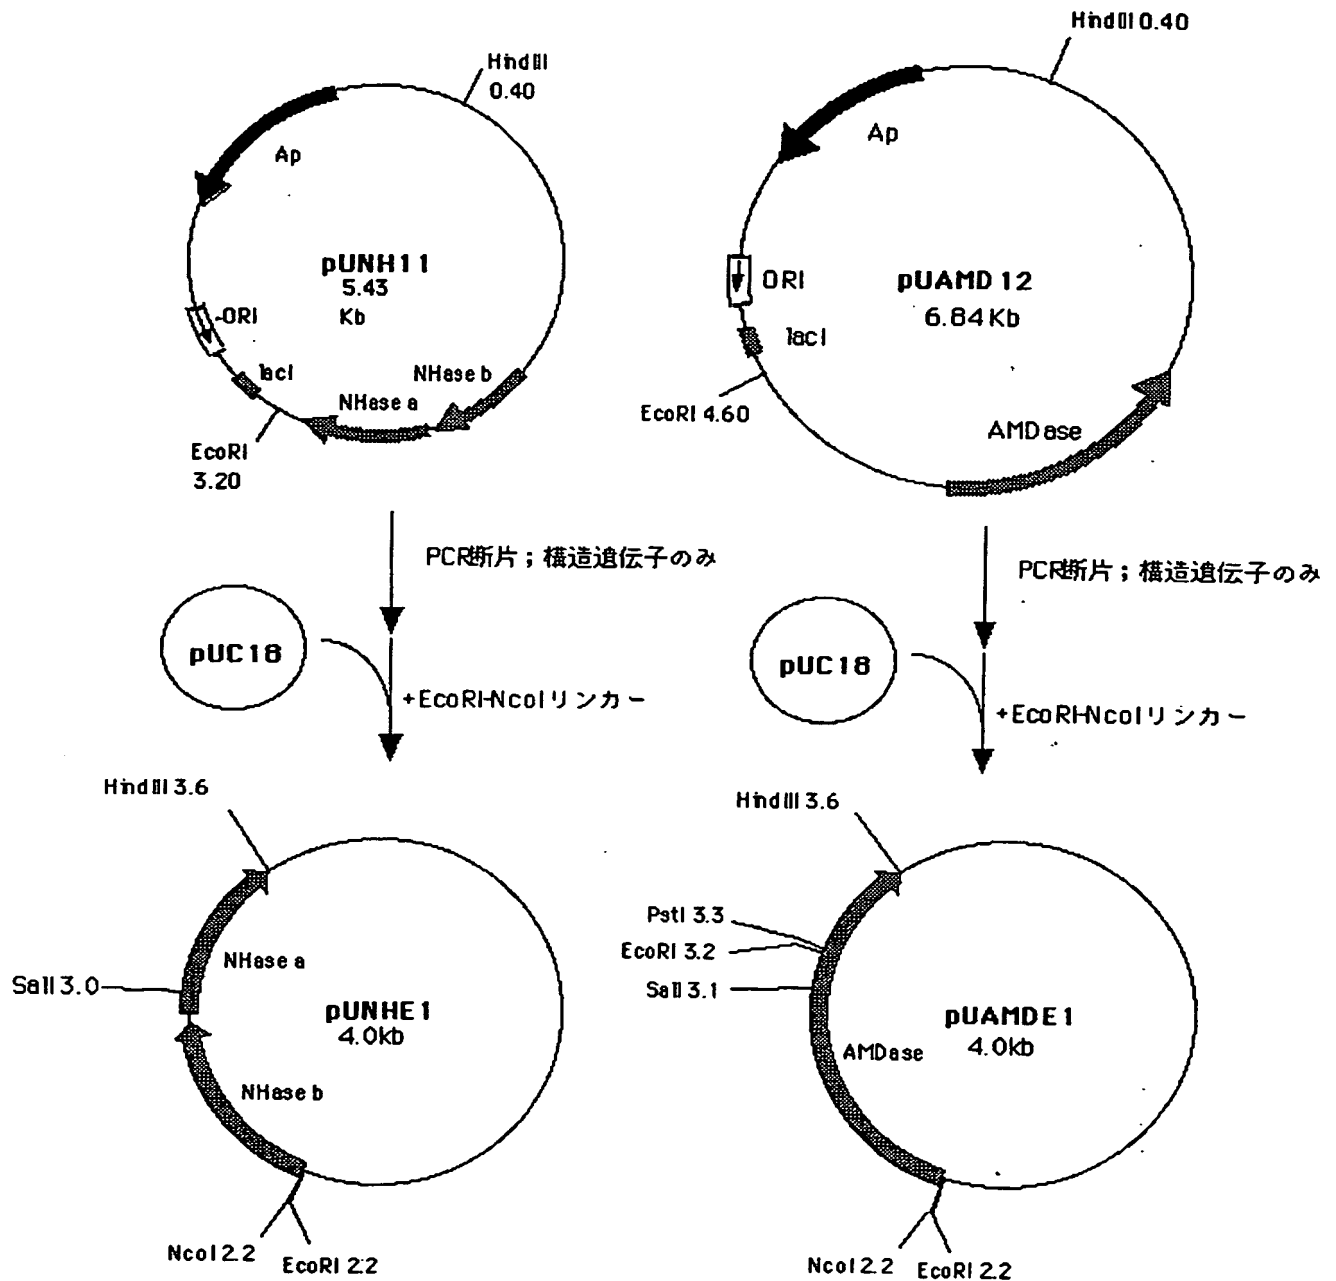 HindIII
0.40
Ap
pUNH11
5.43
Kb
ORI
lacI
NHase b
NHase a
EcoRI
3.20
HindIII 0.40
Ap
ORI
pUAMD12
6.84Kb
lacI
EcoRI 4.60
AMDase
PCR断片；構造遺伝子のみ
pUC18
+EcoRI-NcoIリンカー
PCR断片；構造遺伝子のみ
pUC18
+EcoRI-NcoIリンカー
HindIII 3.6
NHase a
SalI 3.0
pUNHE1
4.0kb
NHase b
NcoI 2.2
EcoRI 2.2
HindIII 3.6
PstI 3.3
EcoRI 3.2
SalI 3.1
pUAMDE1
4.0kb
AMDase
NcoI 2.2
EcoRI 2.2